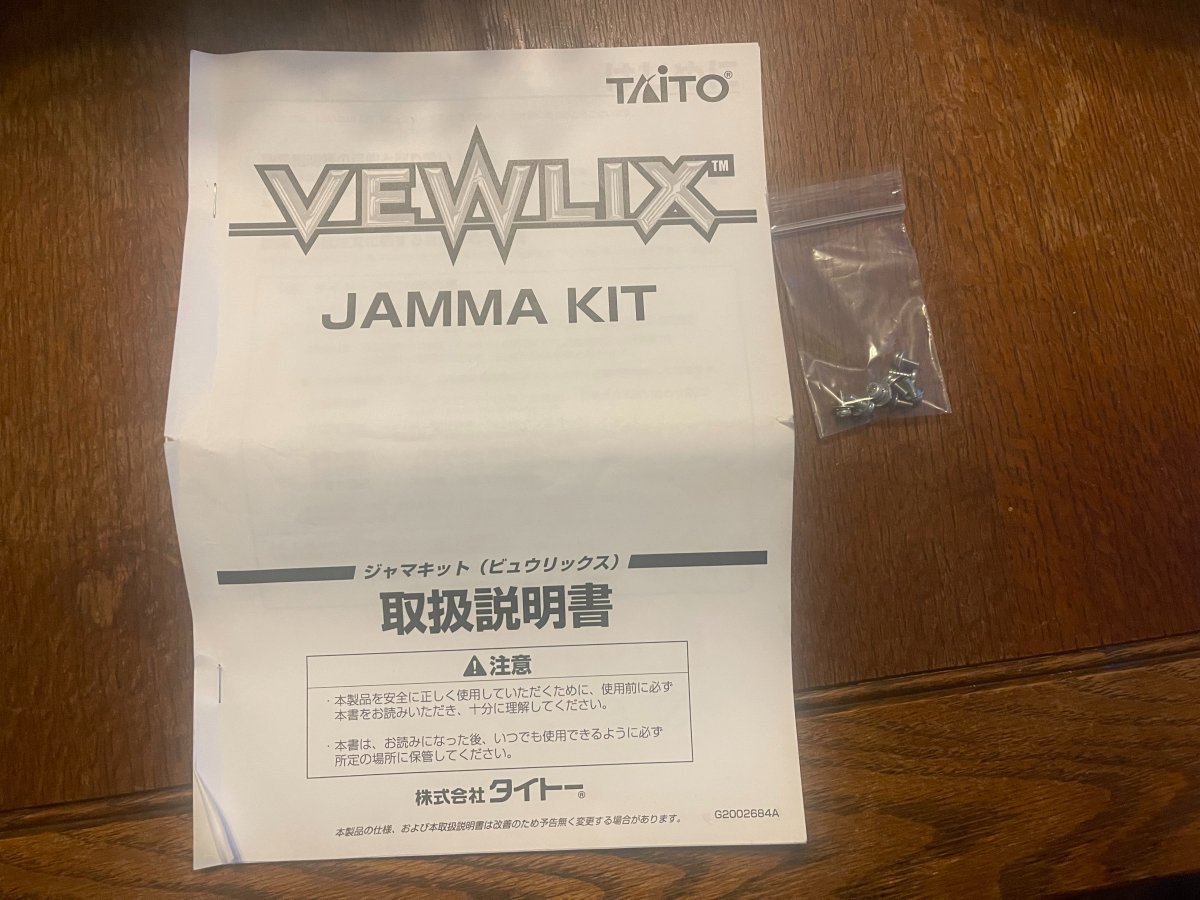 TAITO®
VEWLIX™
JAMMA KIT
ジャマキット（ビュウリックス）
取扱説明書
注意
・本製品を安全に正しく使用していただくために、使用前に必ず
本書をお読みいただき、十分に理解してください。
・本書は、お読みになった後、いつでも使用できるように必ず
所定の場所に保管してください。
株式会社タイトー®
本製品の仕様、および本取扱説明書は改善のため予告無く変更する場合があります。
G2002684A